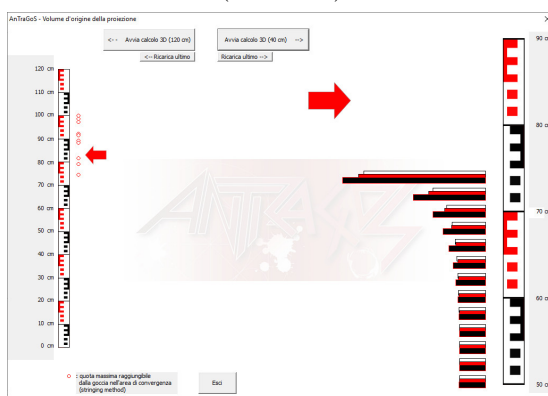 AnTraGoS - Volume d'origine della proiezione
<-- Avvia calcolo 3D (120 cm)
Avvia calcolo 3D (40 cm) -->
<-- Ricarica ultimo
Ricarica ultimo -->
120 cm
110 cm
100 cm
90 cm
80 cm
70 cm
60 cm
50 cm
40 cm
30 cm
20 cm
10 cm
0 cm
90 c
80 c
70 c
60 c
50 c
ANTRAGOS
: quota massima raggiungibile
dalla goccia nell'area di convergenza
(stringing method)
Esci